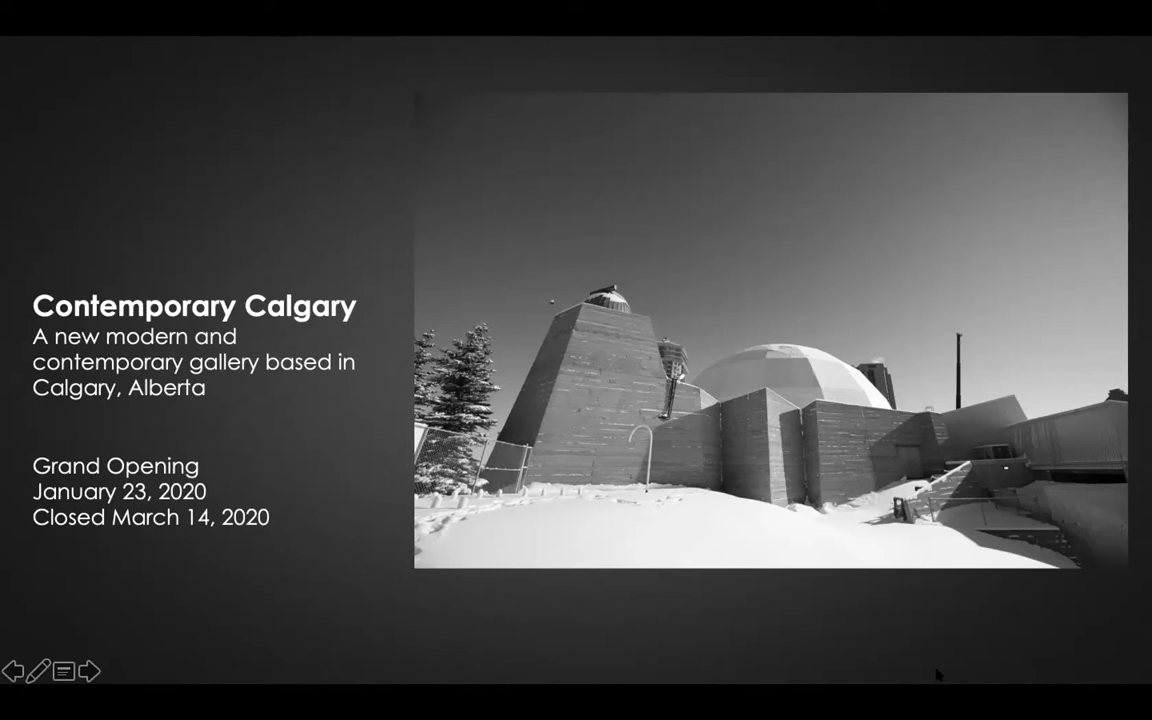 Contemporary Calgary
A new modern and
contemporary gallery based in
Calgary, Alberta
Grand Opening
January 23, 2020
Closed March 14, 2020